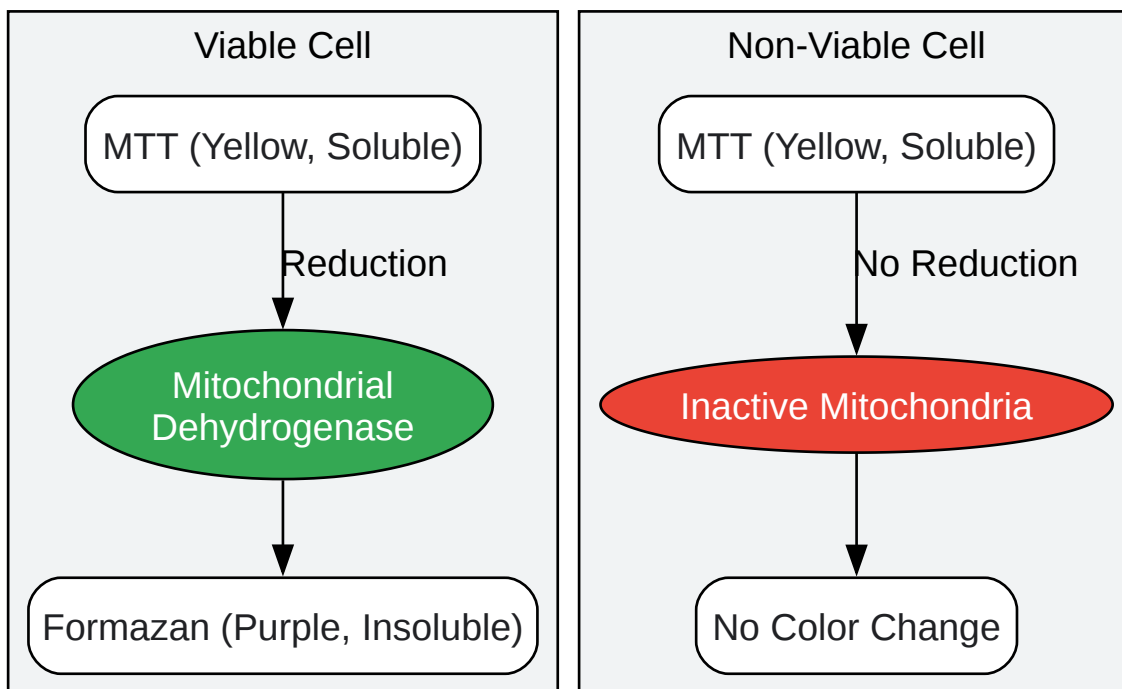 Viable Cell
MTT (Yellow, Soluble)
Reduction
Mitochondrial
Dehydrogenase
Formazan (Purple, Insoluble)
Non-Viable Cell
MTT (Yellow, Soluble)
No Reduction
Inactive Mitochondria
No Color Change